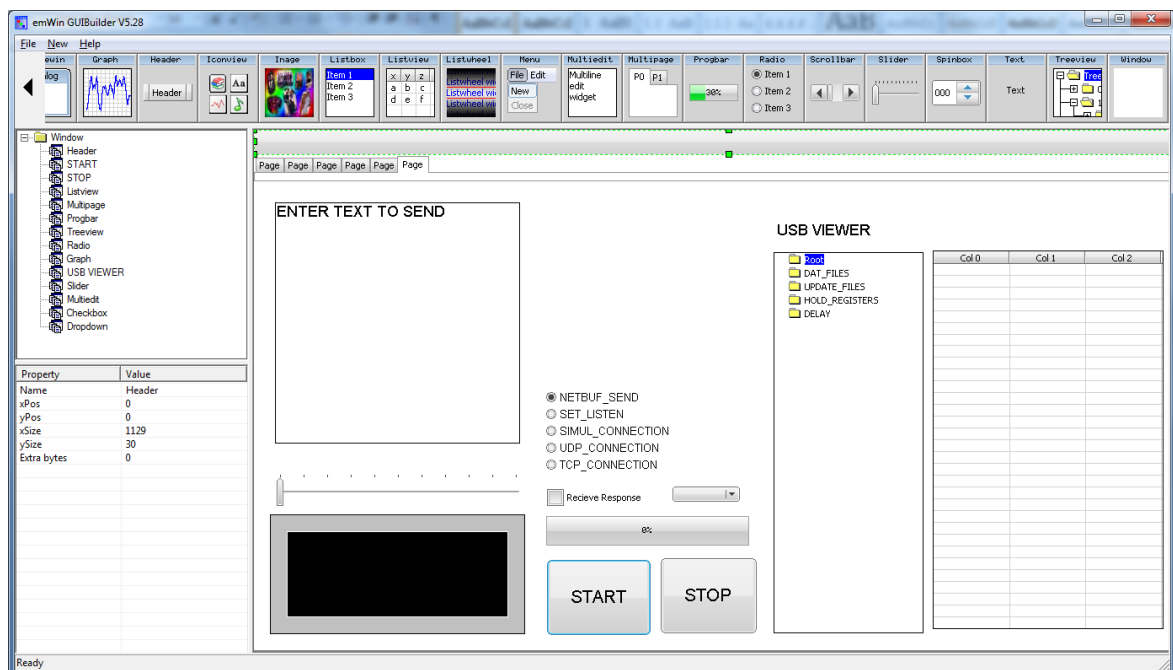 emWin GUIBuilder V5.28
File New Help
Graph Header Iconview Image Listbox Listview Listwheel Menu Multiedit Multipage Progbar Radio Scrollbar Slider Spinbox Text Treeview Window
Header
Aa
Item 1
Item 2
Item 3
x y z
a b c
d e f
File Edit
New
Close
Multiline
edit
widget
P0 P1
30%
Item 1
Item 2
Item 3
000
Text
Tree
Window
Header
START
STOP
Listview
Multipage
Progbar
Treeview
Radio
Graph
USB VIEWER
Slider
Multiedit
Checkbox
Dropdown
Property Value
Name Header
xPos 0
yPos 0
xSize 1129
ySize 30
Extra bytes 0
Page Page Page Page Page Page
ENTER TEXT TO SEND
NETBUF_SEND
SET_LISTEN
SIMUL_CONNECTION
UDP_CONNECTION
TCP_CONNECTION
Recieve Response
0%
START STOP
USB VIEWER
Root
DAT_FILES
UPDATE_FILES
HOLD_REGISTERS
DELAY
Col 0 Col 1 Col 2
Ready